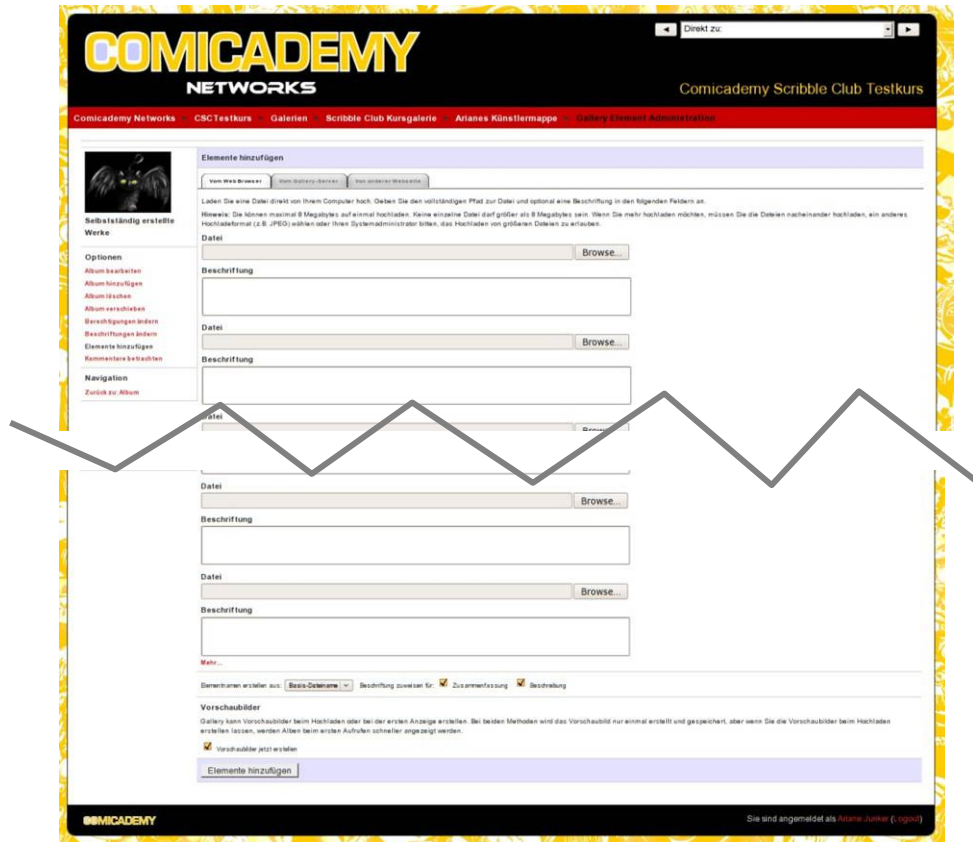 COMICADEMY
NETWORKS
Direkt zu:
Comicademy Scribble Club Testkurs
Comicademy Networks CSCTestkurs Galerien Scribble Club Kursgalerie Arianes Künstlermappe Gallery Element Administration
Selbstständig erstellte
Werke
Optionen
Album bearbeiten
Album hinzufügen
Album löschen
Album verschieben
Berechtigungen ändern
Beschriftungen ändern
Elemente hinzufügen
Kommentare betrachten
Navigation
Zurück zu: Album
Elemente hinzufügen
Vom Web Browser Vom Gallery-Server Von anderer Webseite
Laden Sie eine Datei direkt von Ihrem Computer hoch. Geben Sie den vollständigen Pfad zur Datei und optional eine Beschriftung in den folgenden Feldern an.
Hinweis: Sie können maximal 8 Megabytes auf einmal hochladen. Keine einzelne Datei darf größer als 8 Megabytes sein. Wenn Sie mehr hochladen möchten, müssen Sie die Dateien nacheinander hochladen, ein anderes
Hochladeformat (z.B. JPEG) wählen oder Ihren Systemadministrator bitten, das Hochladen von größeren Dateien zu erlauben.
Datei
Browse...
Beschriftung
Datei
Browse...
Beschriftung
Datei
Browse...
Datei
Browse...
Beschriftung
Datei
Browse...
Beschriftung
Mehr...
Elementnamen erstellen aus: Basis-Dateiname Beschriftung zuweisen für: Zusammenfassung Beschreibung
Vorschaubilder
Gallery kann Vorschaubilder beim Hochladen oder bei der ersten Anzeige erstellen. Bei beiden Methoden wird das Vorschaubild nur einmal erstellt und gespeichert, aber wenn Sie die Vorschaubilder beim Hochladen
erstellen lassen, werden Alben beim ersten Aufrufen schneller angezeigt werden.
Vorschaubilder jetzt erstellen
Elemente hinzufügen
COMICADEMY
Sie sind angemeldet als Ariane Junker (Logout)